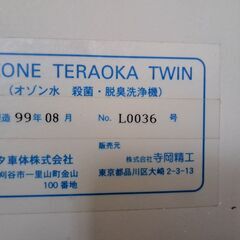 ONE TERAOKA TWIN
(オゾン水 殺菌・脱臭洗浄機)
造 99年08月 No. L0036 号
販売元
タ車体株式会社 株式会社寺岡精工
刈谷市一里山町金山 東京都品川区大崎2-3-13
100番地